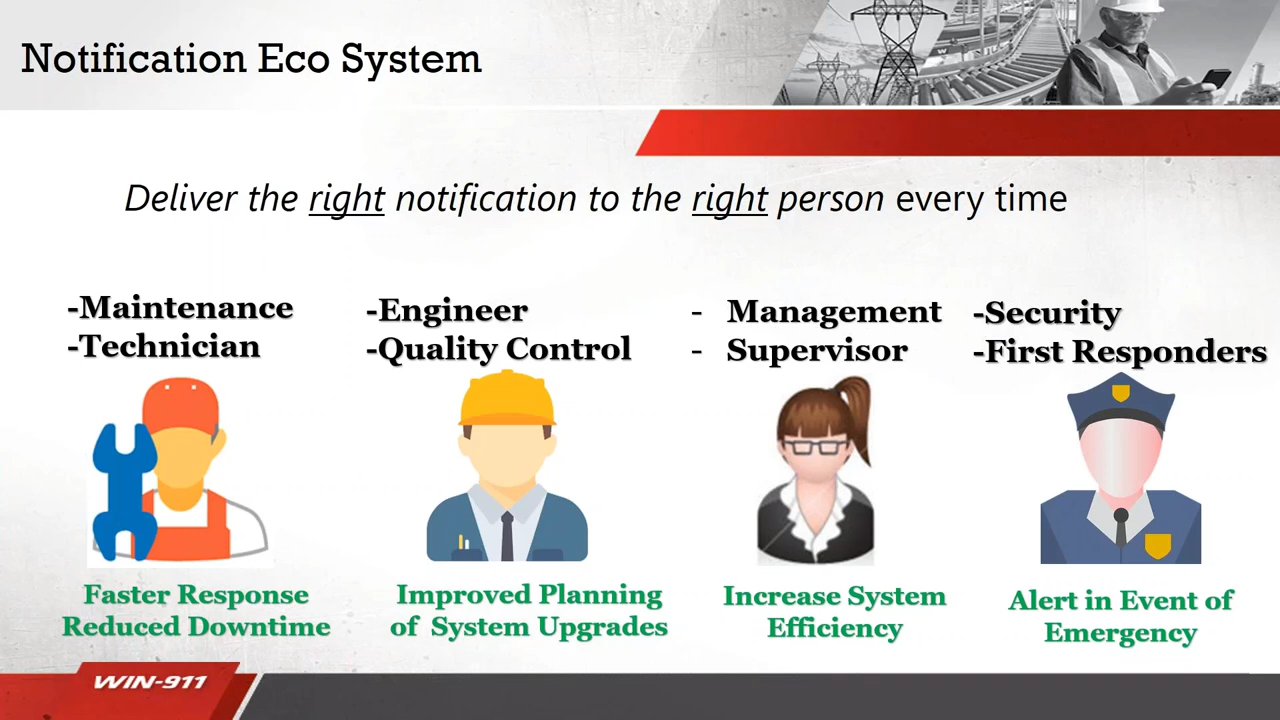 Notification Eco System
Deliver the right notification to the right person every time
-Maintenance
-Technician
-Engineer
-Quality Control
- Management
- Supervisor
-Security
-First Responders
Faster Response
Reduced Downtime
Improved Planning
of System Upgrades
Increase System
Efficiency
Alert in Event of
Emergency
WIN-911